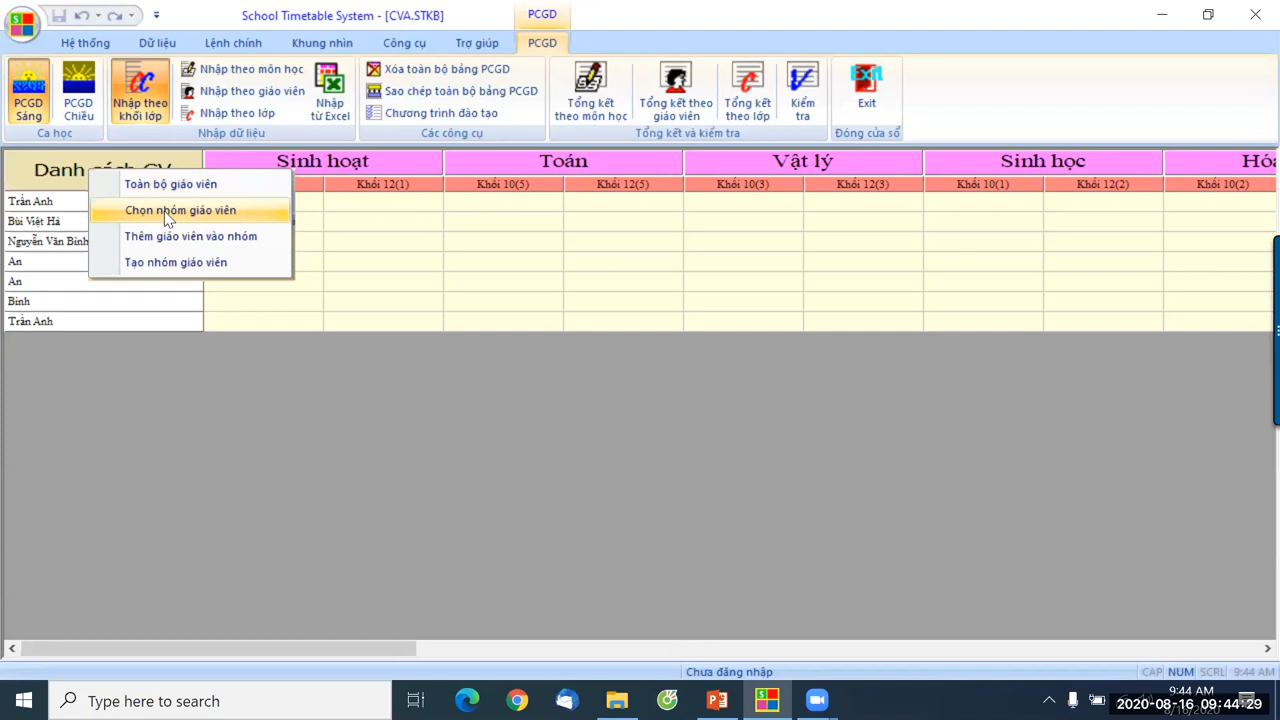 School Timetable System - [CVA.STKB]
PCGD
Hệ thống
Dữ liệu
Lệnh chính
Khung nhìn
Công cụ
Trợ giúp
PCGD
PCGD Sáng
PCGD Chiều
Ca học
Nhập theo khối lớp
Nhập theo môn học
Nhập theo giáo viên
Nhập theo lớp
Nhập từ Excel
Nhập dữ liệu
Xóa toàn bộ bảng PCGD
Sao chép toàn bộ bảng PCGD
Chương trình đào tạo
Các công cụ
Tổng kết theo môn học
Tổng kết theo giáo viên
Tổng kết theo lớp
Kiểm tra
Tổng kết và kiểm tra
Exit
Đóng cửa sổ
Danh sách GV
Sinh hoạt
Toán
Vật lý
Sinh học
Hóa
Khối 12(1)
Khối 10(5)
Khối 12(5)
Khối 10(3)
Khối 12(3)
Khối 10(1)
Khối 12(2)
Khối 10(2)
Trần Anh
Bùi Việt Hà
Nguyễn Văn Bình
An
An
Bình
Trần Anh
Toàn bộ giáo viên
Chọn nhóm giáo viên
Thêm giáo viên vào nhóm
Tạo nhóm giáo viên
Chưa đăng nhập
CAP NUM SCRL 9:44 AM
Type here to search
9:44 AM
2020-08-16 09:44:29